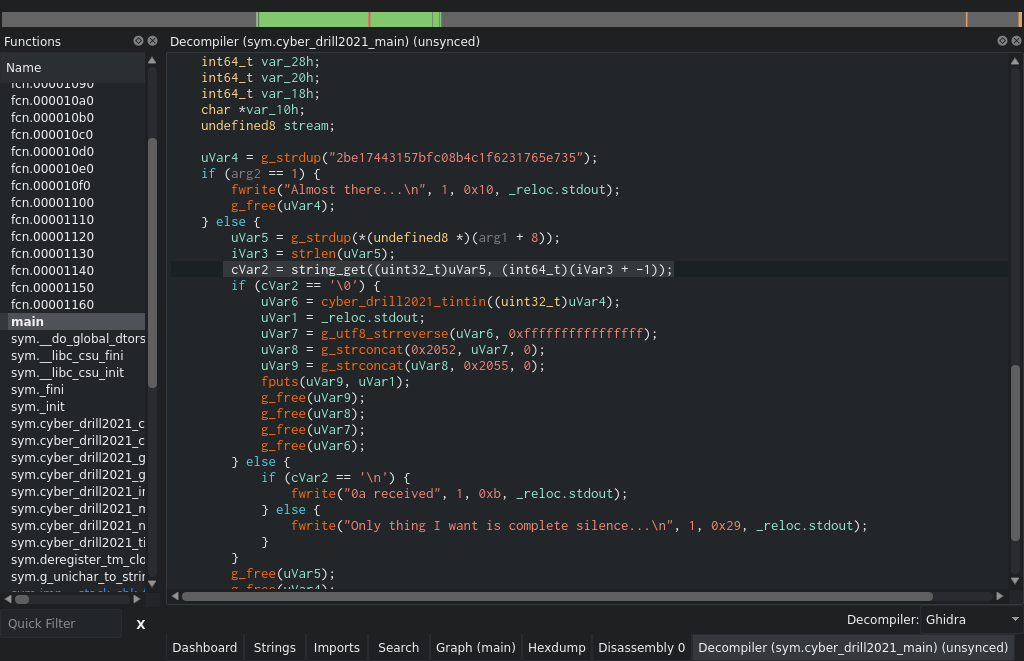 Functions
Decompiler (sym.cyber_drill2021_main) (unsynced)
Name
fcn.00001090
fcn.000010a0
fcn.000010b0
fcn.000010c0
fcn.000010d0
fcn.000010e0
fcn.000010f0
fcn.00001100
fcn.00001110
fcn.00001120
fcn.00001130
fcn.00001140
fcn.00001150
fcn.00001160
main
sym.__do_global_dtors
sym.__libc_csu_fini
sym.__libc_csu_init
sym._fini
sym._init
sym.cyber_drill2021_c
sym.cyber_drill2021_c
sym.cyber_drill2021_g
sym.cyber_drill2021_g
sym.cyber_drill2021_ir
sym.cyber_drill2021_n
sym.cyber_drill2021_n
sym.cyber_drill2021_ti
sym.deregister_tm_clo
sym.g_unichar_to_strir
int64_t var_28h;
int64_t var_20h;
int64_t var_18h;
char *var_10h;
undefined8 stream;
uVar4 = g_strdup("2be17443157bfc08b4c1f6231765e735");
if (arg2 == 1) {
fwrite("Almost there...\n", 1, 0x10, _reloc.stdout);
g_free(uVar4);
} else {
uVar5 = g_strdup(*(undefined8 *)(arg1 + 8));
iVar3 = strlen(uVar5);
cVar2 = string_get((uint32_t)uVar5, (int64_t)(iVar3 + -1));
if (cVar2 == '\0') {
uVar6 = cyber_drill2021_tintin((uint32_t)uVar4);
uVar1 = _reloc.stdout;
uVar7 = g_utf8_strreverse(uVar6, 0xffffffffffffffff);
uVar8 = g_strconcat(0x2052, uVar7, 0);
uVar9 = g_strconcat(uVar8, 0x2055, 0);
fputs(uVar9, uVar1);
g_free(uVar9);
g_free(uVar8);
g_free(uVar7);
g_free(uVar6);
} else {
if (cVar2 == '\n') {
fwrite("0a received", 1, 0xb, _reloc.stdout);
} else {
fwrite("Only thing I want is complete silence...\n", 1, 0x29, _reloc.stdout);
}
}
g_free(uVar5);
g_free(uVar4);
Quick Filter
X
Decompiler: Ghidra
Dashboard
Strings
Imports
Search
Graph (main)
Hexdump
Disassembly 0
Decompiler (sym.cyber_drill2021_main) (unsynced)